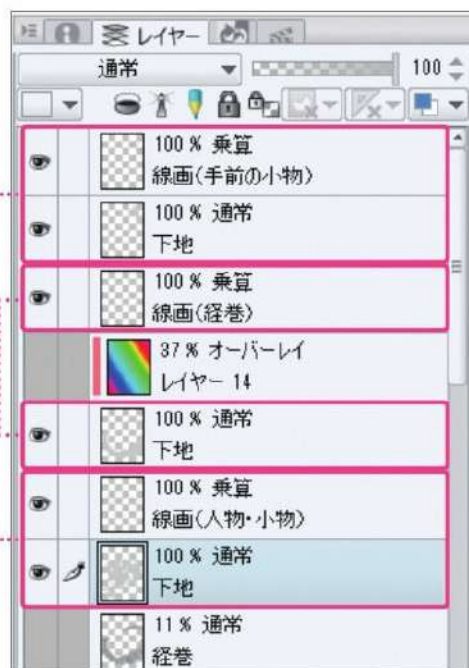 レイヤー
通常 100
100 % 乗算
線画(手前の小物)
100 % 通常
下地
100 % 乗算
線画(経巻)
37 % オーバーレイ
レイヤー 14
100 % 通常
下地
100 % 乗算
線画(人物・小物)
100 % 通常
下地
11 % 通常
経巻